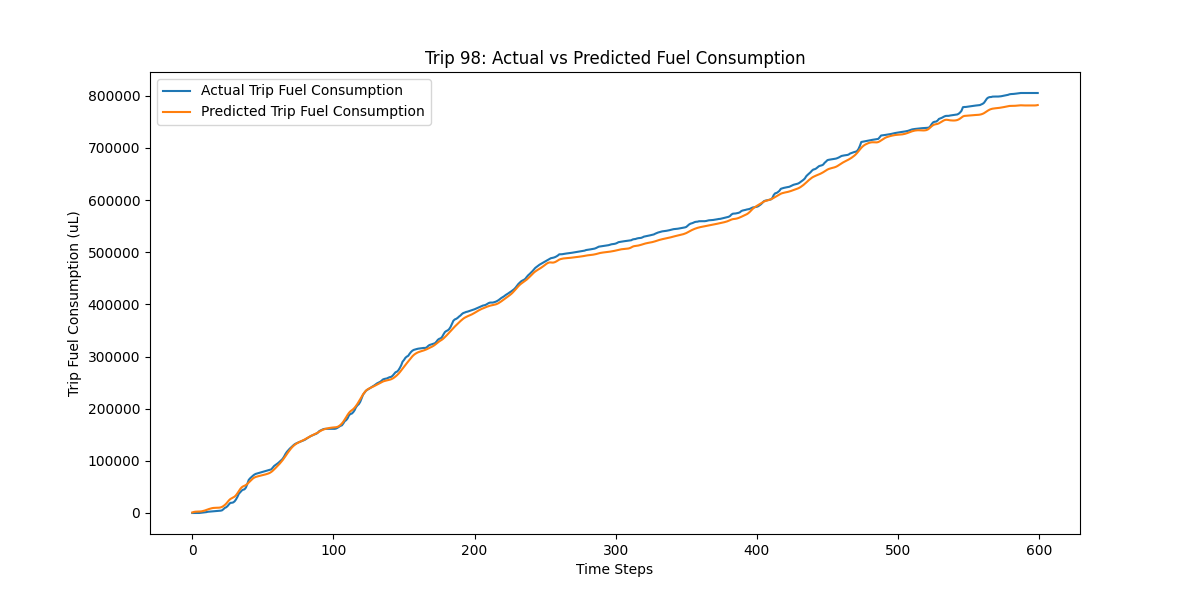 Trip 98: Actual vs Predicted Fuel Consumption
Actual Trip Fuel Consumption
Predicted Trip Fuel Consumption
Trip Fuel Consumption (uL)
800000
700000
600000
500000
400000
300000
200000
100000
0
0 100 200 300 400 500 600
Time Steps